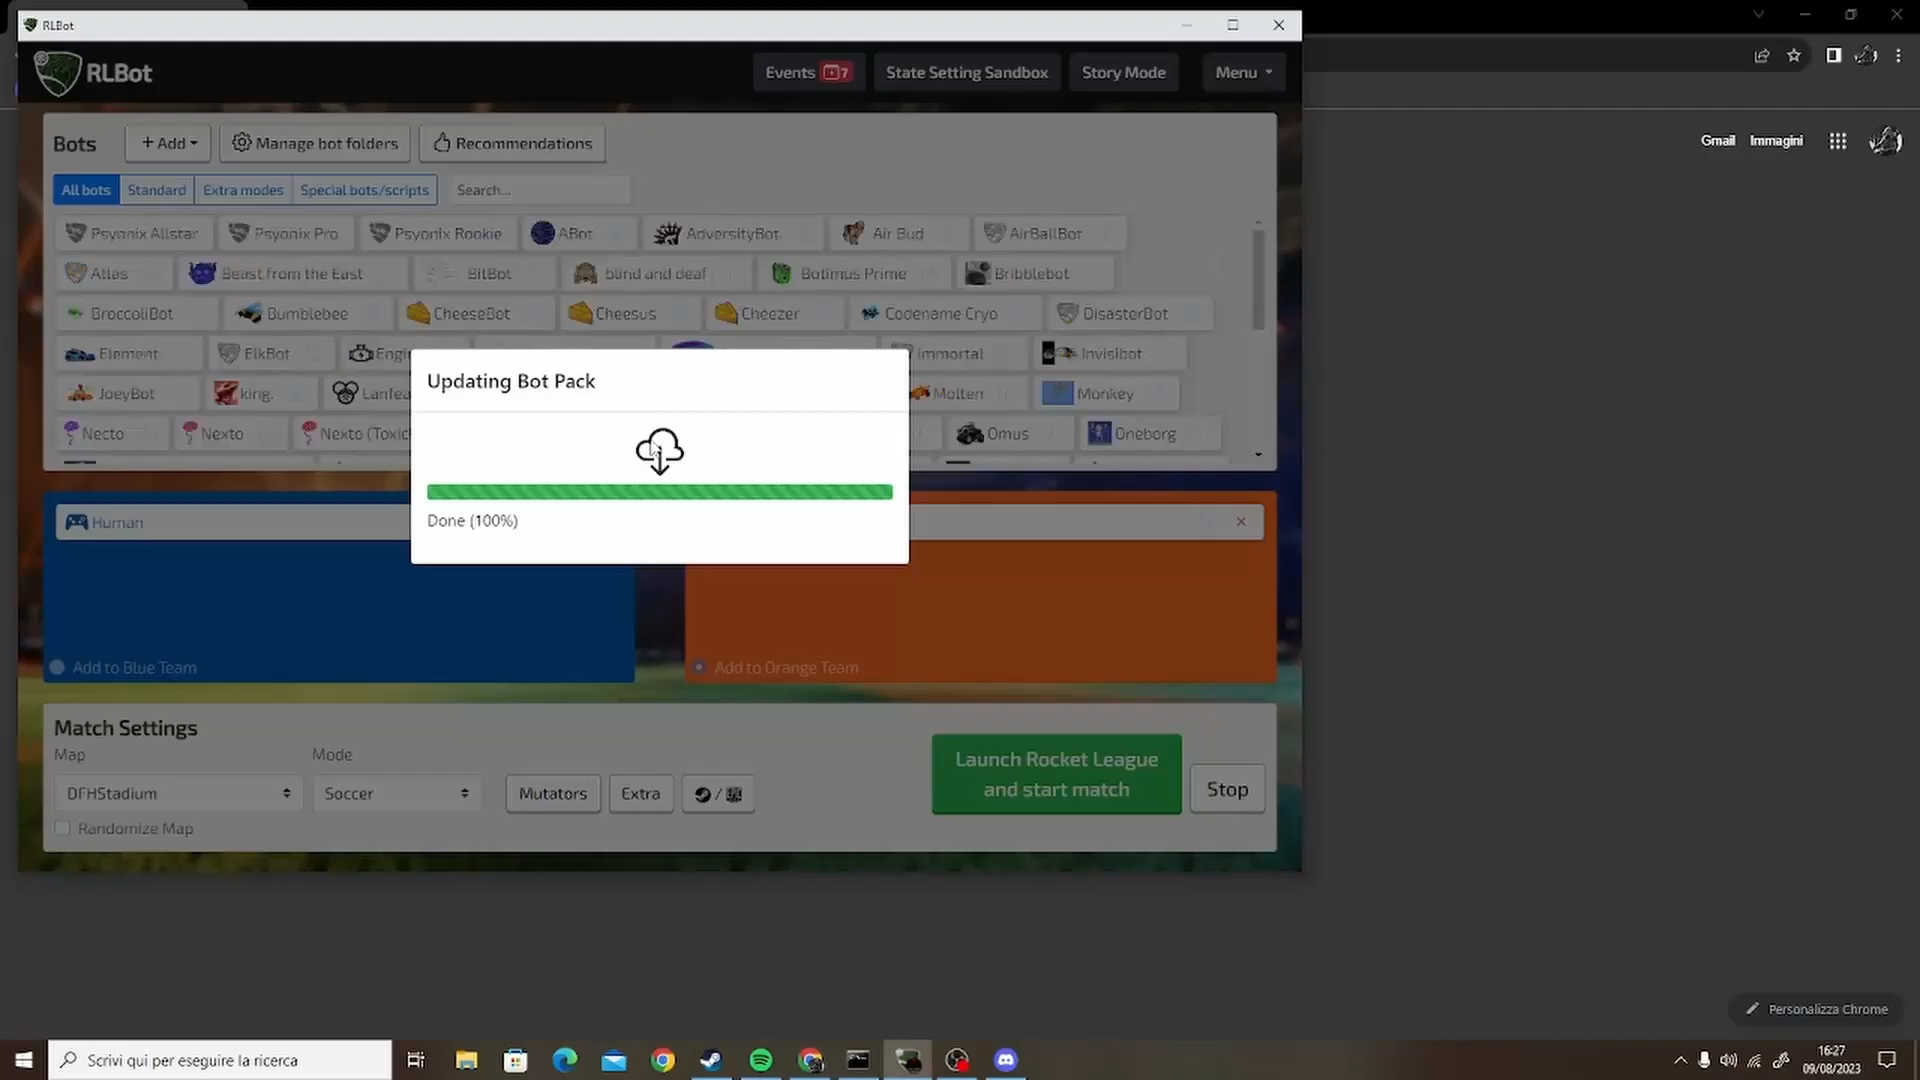 RLBot
RLBot
Events 7
State Setting Sandbox
Story Mode
Menu
Gmail Immagini
Bots
+ Add
Manage bot folders
Recommendations
All bots
Standard
Extra modes
Special bots/scripts
Search...
Psyonix Allstar
Psyonix Pro
Psyonix Rookie
ABot
AdversityBot
Air Bud
AirBallBot
Atlas
Beast from the East
BitBot
blind and deaf
Botimus Prime
Bribblebot
BroccoliBot
Bumblebee
CheeseBot
Cheesus
Cheezer
Codename Cryo
DisasterBot
Element
ElkBot
Immortal
Invisibot
JoeyBot
king.
Molten
Monkey
Necto
Nexto
Nexto (Toxic
Omus
Oneborg
Updating Bot Pack
Done (100%)
Human
Add to Blue Team
Add to Orange Team
Match Settings
Map
Mode
DFHStadium
Soccer
Mutators
Extra
/
Randomize Map
Launch Rocket League
and start match
Stop
Personalizza Chrome
Scrivi qui per eseguire la ricerca
16:27
09/08/2023